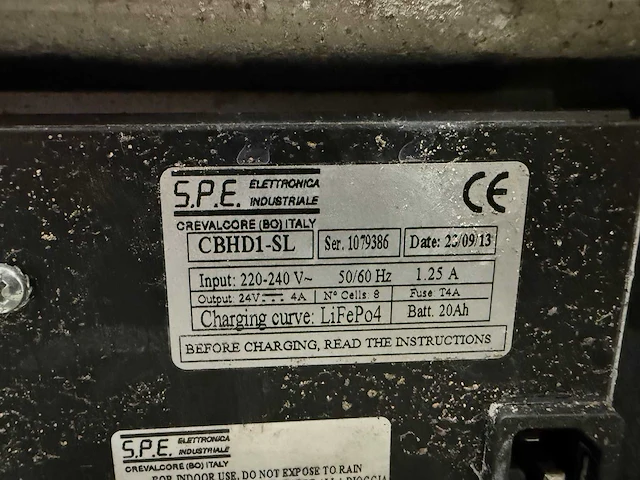 S.P.E. ELETTRONICA INDUSTRIALE
CREVALCORE (BO) ITALY
CE
CBHD1-SL Ser. 1079386 Date: 23/09/13
Input: 220-240 V~ 50/60 Hz 1.25 A
Output: 24V 4A N° Cells: 8 Fuse T4A
Charging curve: LiFePo4 Batt. 20Ah
BEFORE CHARGING, READ THE INSTRUCTIONS
S.P.E. ELETTRONICA INDUSTRIALE
CREVALCORE (BO) ITALY
FOR INDOOR USE, DO NOT EXPOSE TO RAIN